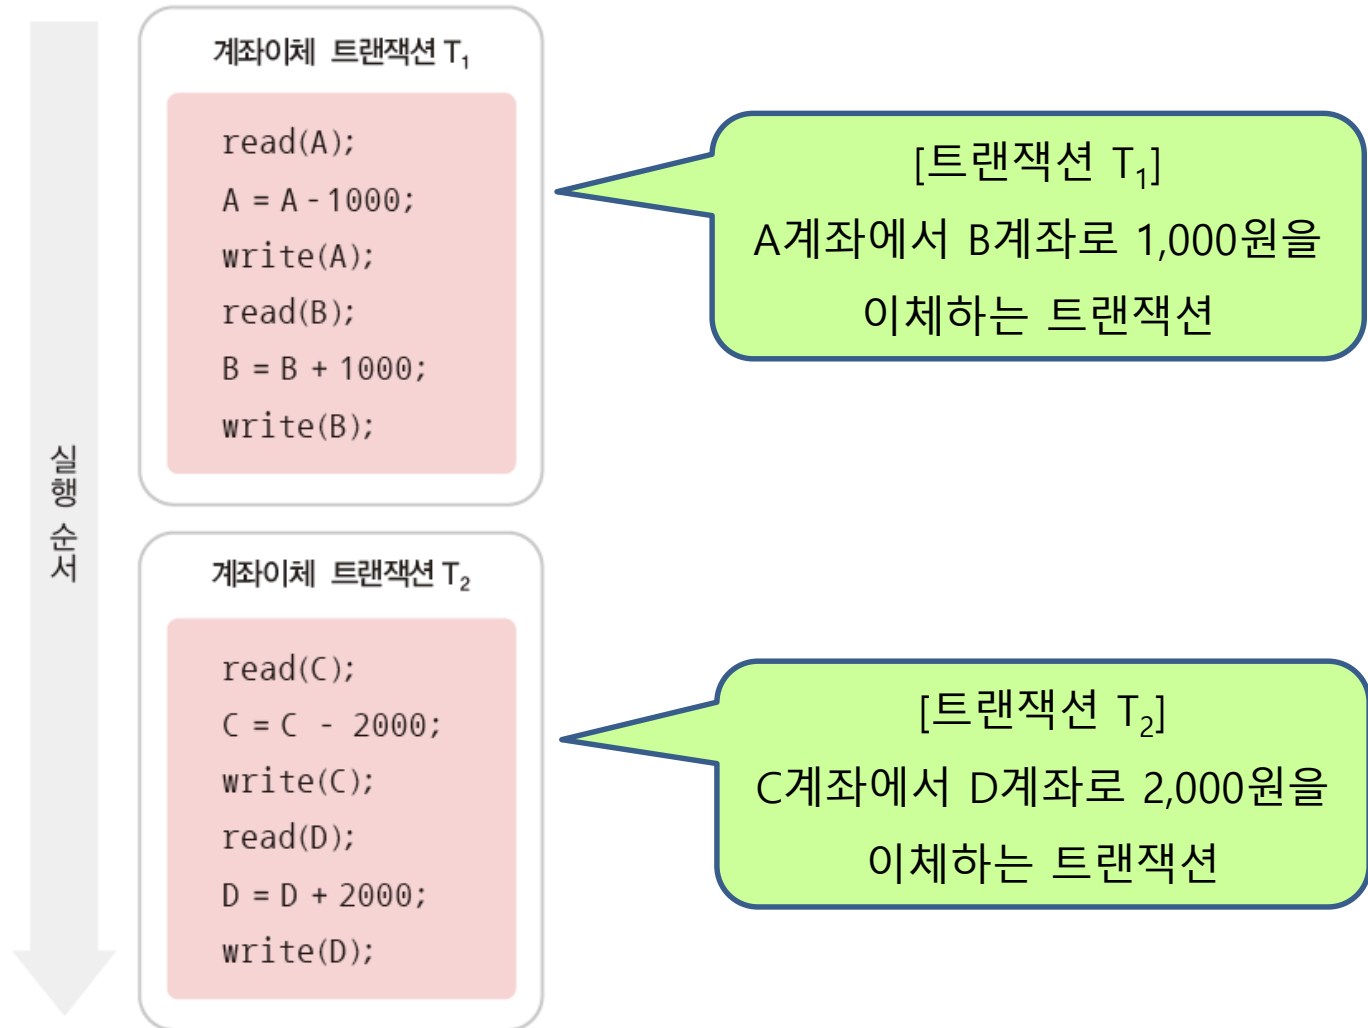 계좌이체 트랜잭션 T₁
read(A);
A = A - 1000;
write(A);
read(B);
B = B + 1000;
write(B);
[트랜잭션 T₁]
A계좌에서 B계좌로 1,000원을
이체하는 트랜잭션
실행 순서
계좌이체 트랜잭션 T₂
read(C);
C = C - 2000;
write(C);
read(D);
D = D + 2000;
write(D);
[트랜잭션 T₂]
C계좌에서 D계좌로 2,000원을
이체하는 트랜잭션